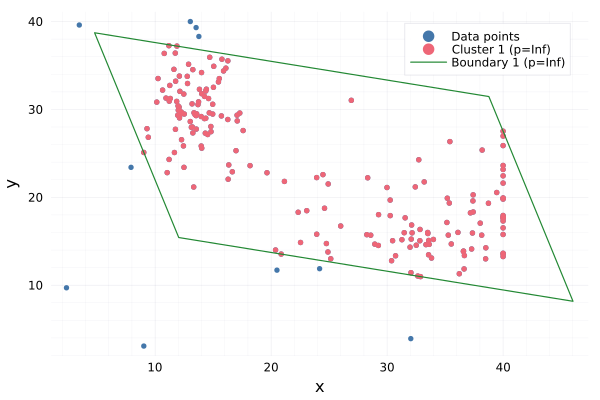 Data points
Cluster 1 (p=Inf)
Boundary 1 (p=Inf)
40
30
20
10
y
10 20 30 40
x